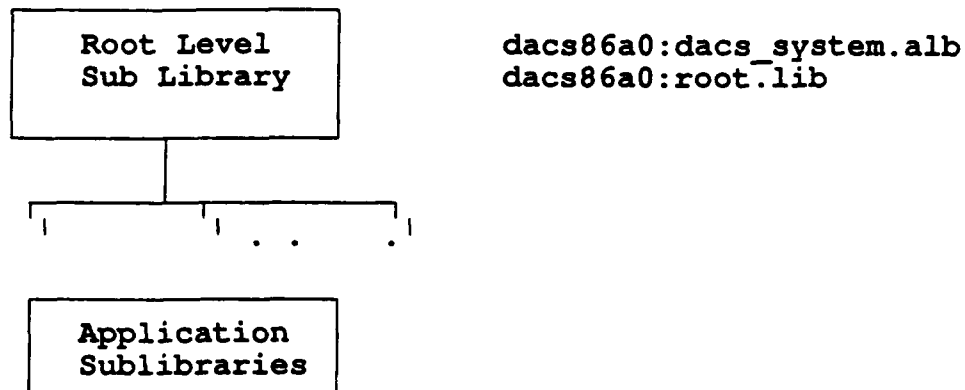 Root Level
Sub Library
dacs86a0:dacs_system.alb
dacs86a0:root.lib
. . .
Application
Sublibraries